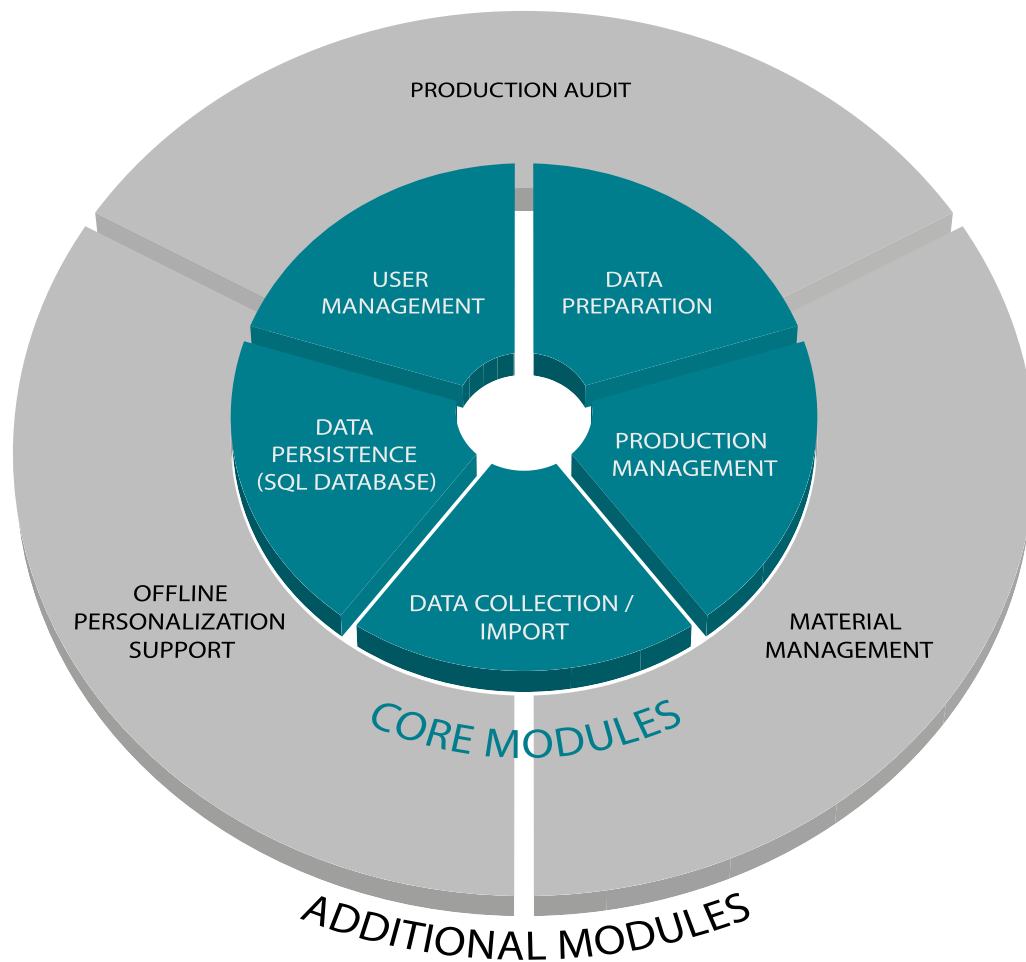 PRODUCTION AUDIT
USER
MANAGEMENT
DATA
PREPARATION
DATA
PERSISTENCE
(SQL DATABASE)
PRODUCTION
MANAGEMENT
DATA COLLECTION /
IMPORT
OFFLINE
PERSONALIZATION
SUPPORT
MATERIAL
MANAGEMENT
CORE MODULES
ADDITIONAL MODULES